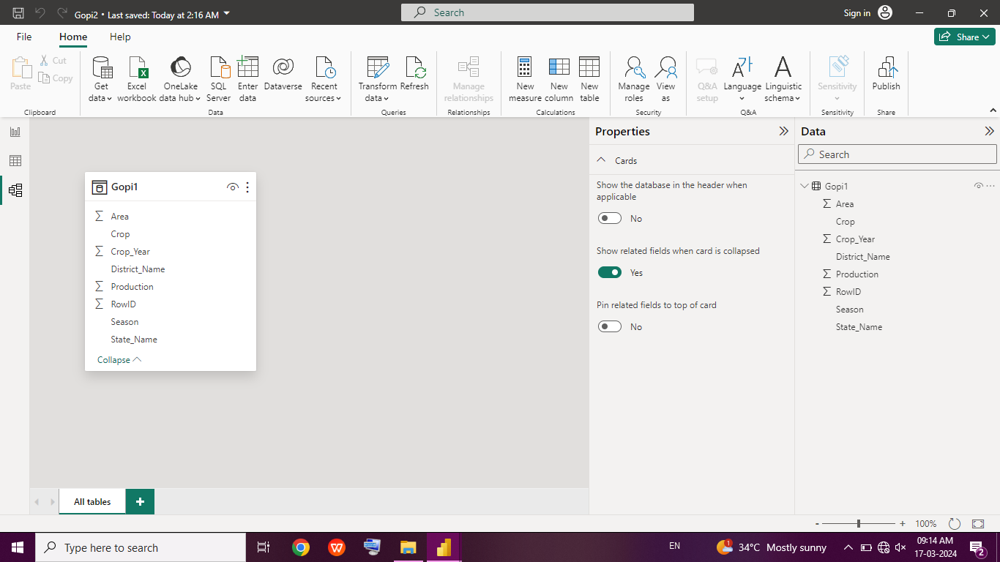 Gopi2 • Last saved: Today at 2:16 AM
Search
Sign in
File
Home
Help
Share
Paste
Cut
Copy
Get data
Excel workbook
OneLake data hub
SQL Server
Enter data
Dataverse
Recent sources
Transform data
Refresh
Manage relationships
New measure
New column
New table
Manage roles
View as
Q&A setup
Language
Linguistic schema
Sensitivity
Publish
Clipboard
Data
Queries
Relationships
Calculations
Security
Q&A
Sensitivity
Share
Gopi1
Area
Crop
Crop_Year
District_Name
Production
RowID
Season
State_Name
Collapse
Properties
Cards
Show the database in the header when
applicable
No
Show related fields when card is collapsed
Yes
Pin related fields to top of card
No
Data
Search
Gopi1
Area
Crop
Crop_Year
District_Name
Production
RowID
Season
State_Name
All tables
100%
Type here to search
EN
1
34°C Mostly sunny
09:14 AM
17-03-2024
2